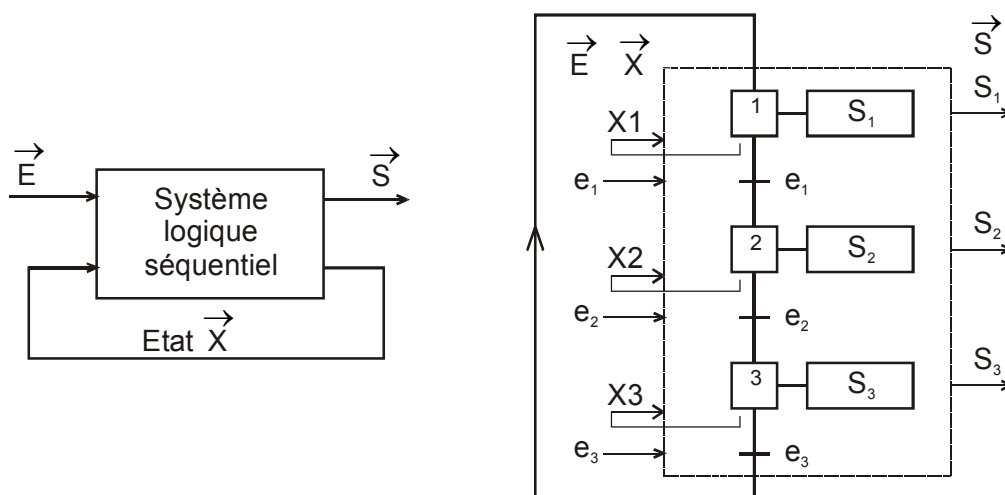 E
S
Système
logique
séquentiel
Etat X
E X
S
1
S₁
S₁
X1
e₁
e₁
2
S₂
S₂
X2
e₂
e₂
3
S₃
S₃
X3
e₃
e₃